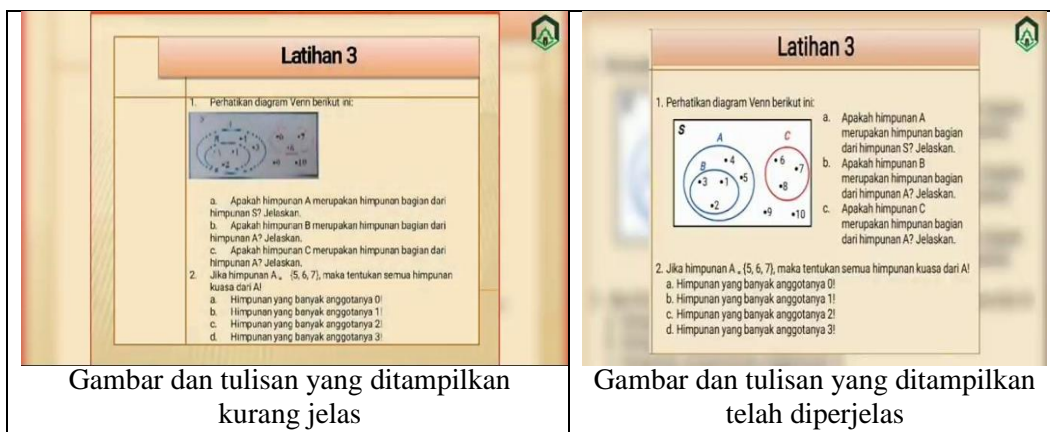 Latihan 3
1. Perhatikan diagram Venn berikut ini:
a. Apakah himpunan A merupakan himpunan bagian dari
himpunan S? Jelaskan.
b. Apakah himpunan B merupakan himpunan bagian dari
himpunan A? Jelaskan.
c. Apakah himpunan C merupakan himpunan bagian dari
himpunan A? Jelaskan.
2. Jika himpunan A = {5, 6, 7}, maka tentukan semua himpunan
kuasa dari A!
a. Himpunan yang banyak anggotanya 0!
b. Himpunan yang banyak anggotanya 1!
c. Himpunan yang banyak anggotanya 2!
d. Himpunan yang banyak anggotanya 3!
Gambar dan tulisan yang ditampilkan
kurang jelas
Latihan 3
1. Perhatikan diagram Venn berikut ini:
S
A
C
B
•4
•3 •1 •5
•2
•6
•7
•8
•9 •10
a. Apakah himpunan A
merupakan himpunan bagian
dari himpunan S? Jelaskan.
b. Apakah himpunan B
merupakan himpunan bagian
dari himpunan A? Jelaskan.
c. Apakah himpunan C
merupakan himpunan bagian
dari himpunan A? Jelaskan.
2. Jika himpunan A = {5, 6, 7}, maka tentukan semua himpunan kuasa dari A!
a. Himpunan yang banyak anggotanya 0!
b. Himpunan yang banyak anggotanya 1!
c. Himpunan yang banyak anggotanya 2!
d. Himpunan yang banyak anggotanya 3!
Gambar dan tulisan yang ditampilkan
telah diperjelas